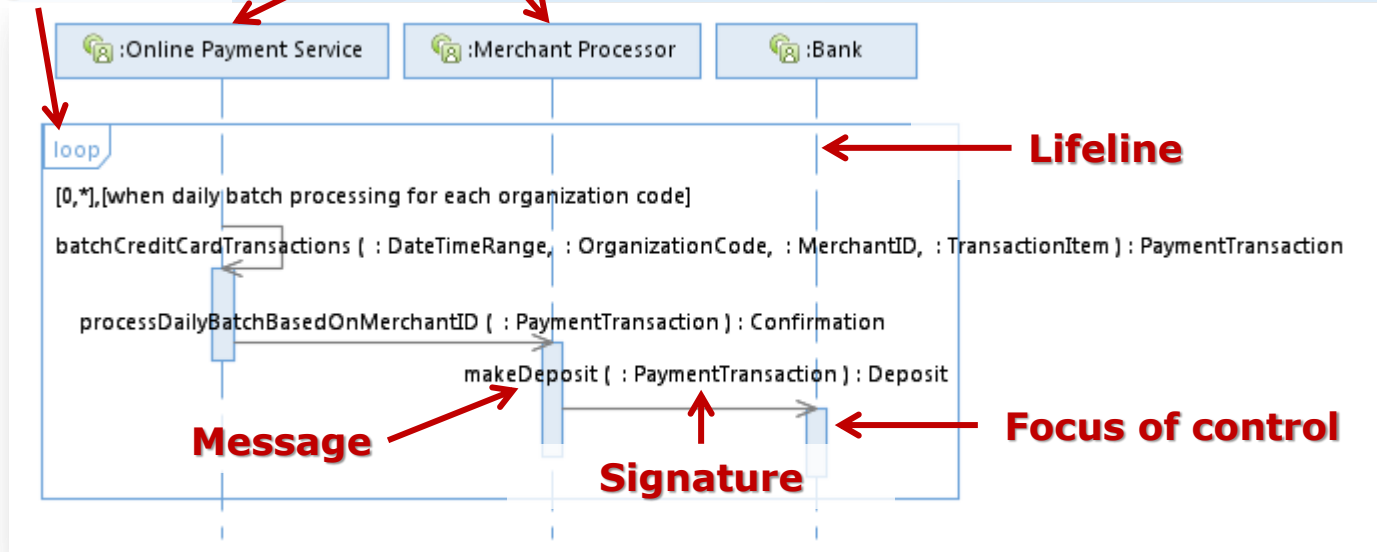 :Online Payment Service :Merchant Processor :Bank
loop
Lifeline
[0,*],[when daily batch processing for each organization code]
batchCreditCardTransactions ( : DateTimeRange, : OrganizationCode, : MerchantID, : TransactionItem ) : PaymentTransaction
processDailyBatchBasedOnMerchantID ( : PaymentTransaction ) : Confirmation
makeDeposit ( : PaymentTransaction ) : Deposit
Message
Focus of control
Signature